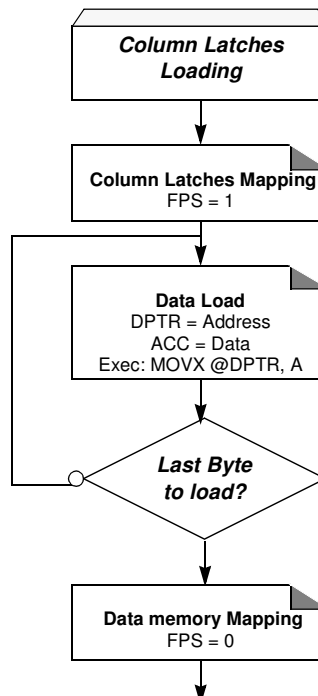 Column Latches
Loading
Column Latches Mapping
FPS = 1
Data Load
DPTR = Address
ACC = Data
Exec: MOVX @DPTR, A
Last Byte
to load?
Data memory Mapping
FPS = 0